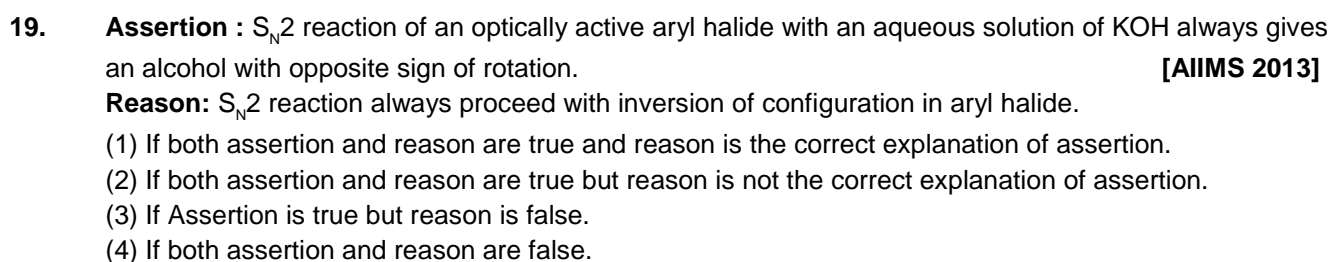 19. Assertion : SN2 reaction of an optically active aryl halide with an aqueous solution of KOH always gives
an alcohol with opposite sign of rotation. [AIIMS 2013]
Reason: SN2 reaction always proceed with inversion of configuration in aryl halide.
(1) If both assertion and reason are true and reason is the correct explanation of assertion.
(2) If both assertion and reason are true but reason is not the correct explanation of assertion.
(3) If Assertion is true but reason is false.
(4) If both assertion and reason are false.